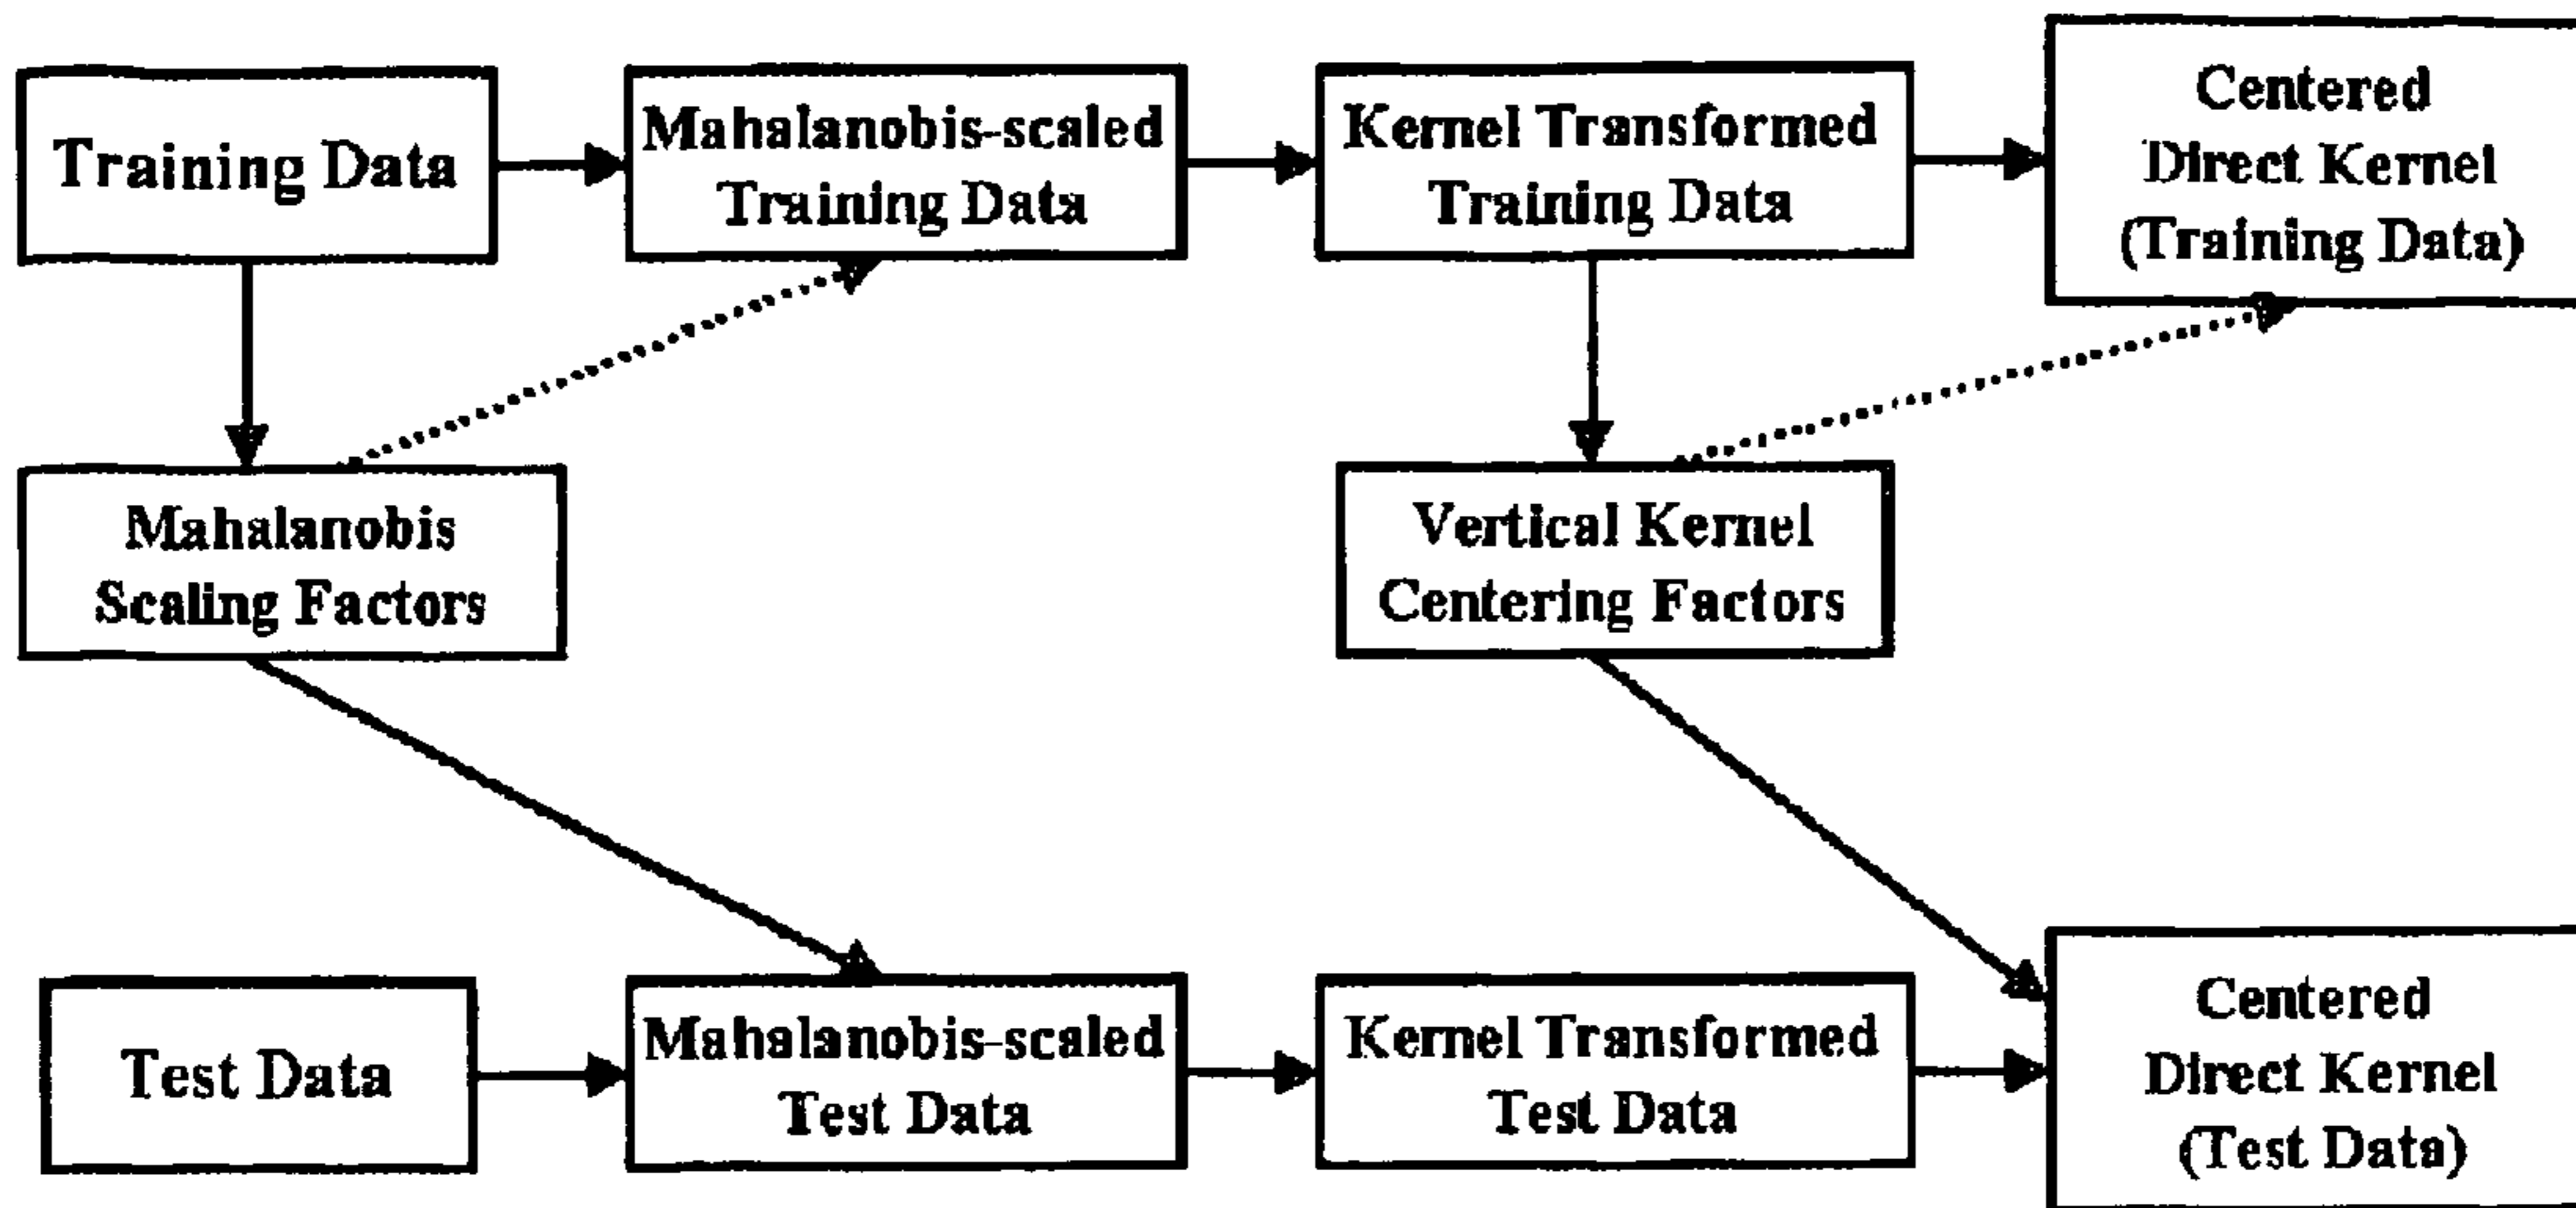 Training Data
Mahalanobis-scaled
Training Data
Kernel Transformed
Training Data
Centered
Direct Kernel
(Training Data)
Mahalanobis
Scaling Factors
Vertical Kernel
Centering Factors
Test Data
Mahalanobis-scaled
Test Data
Kernel Transformed
Test Data
Centered
Direct Kernel
(Test Data)